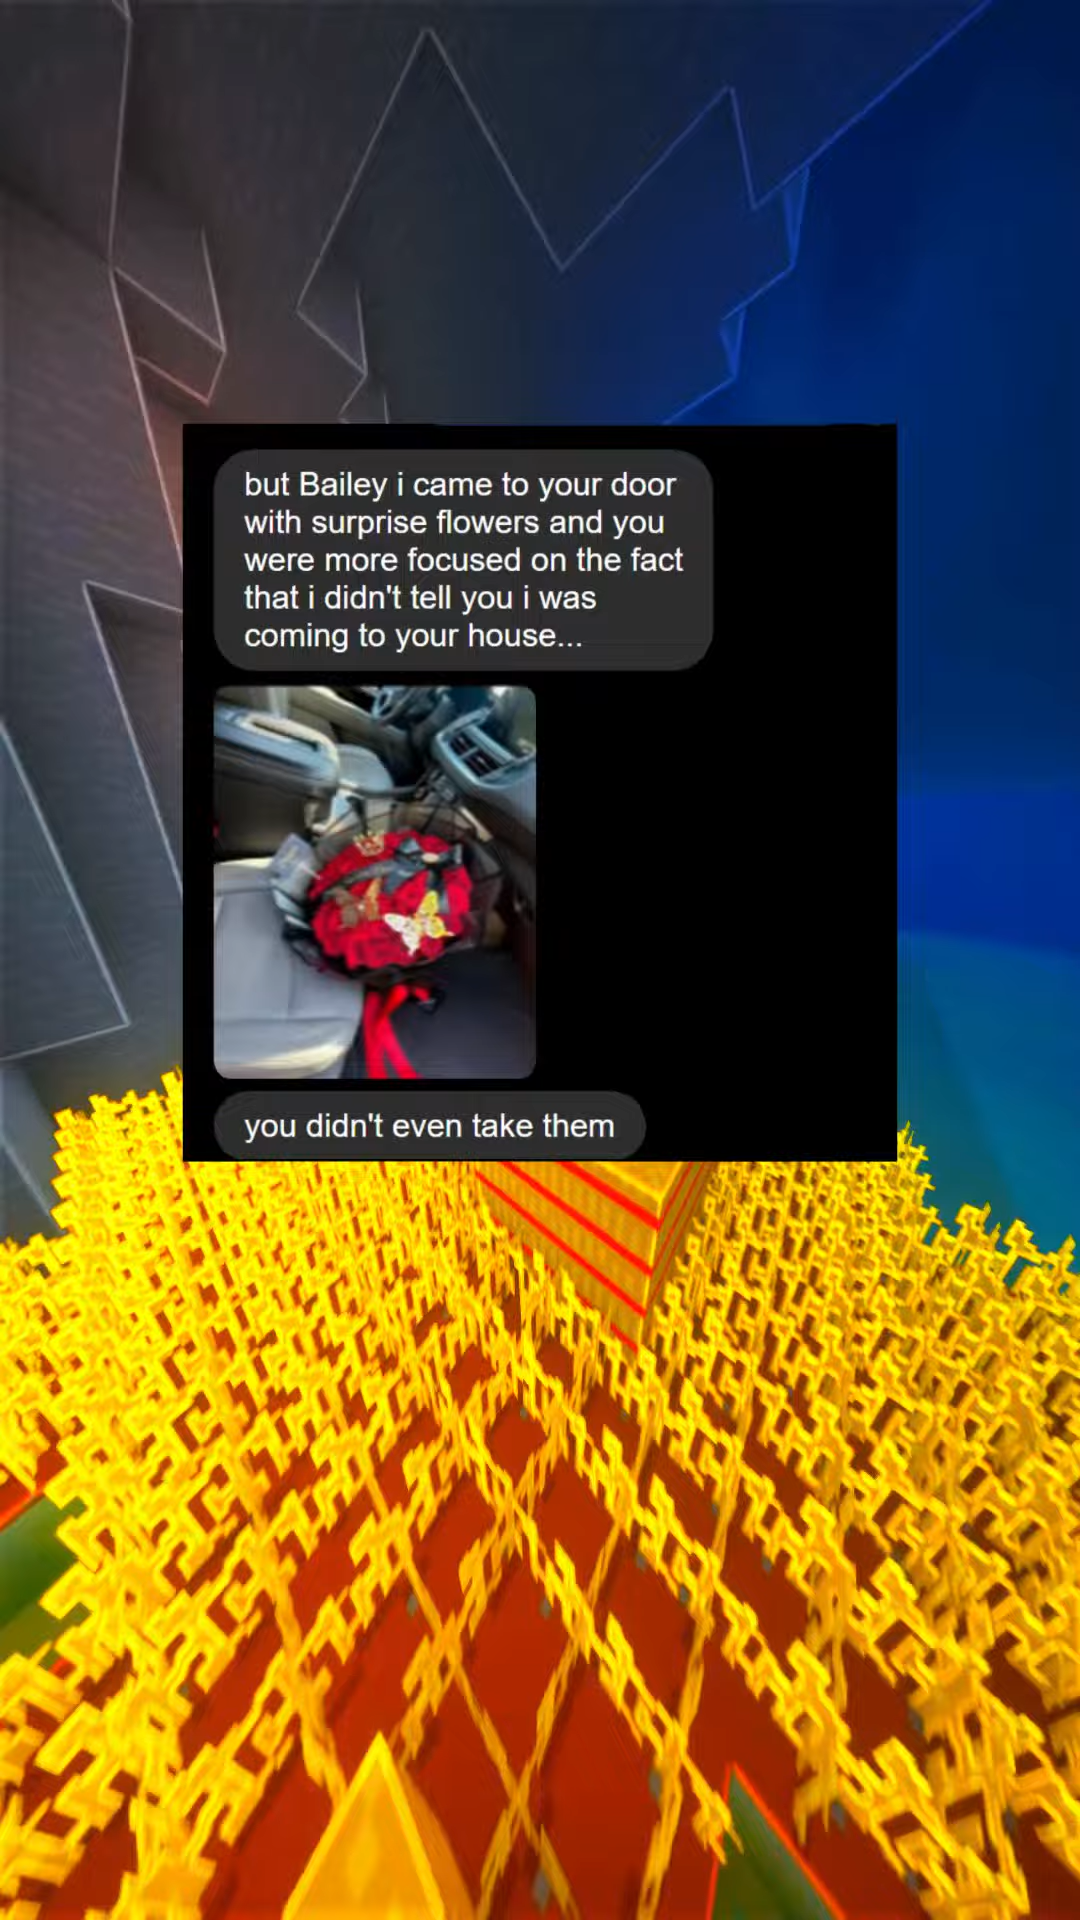 but Bailey i came to your door
with surprise flowers and you
were more focused on the fact
that i didn't tell you i was
coming to your house...
you didn't even take them